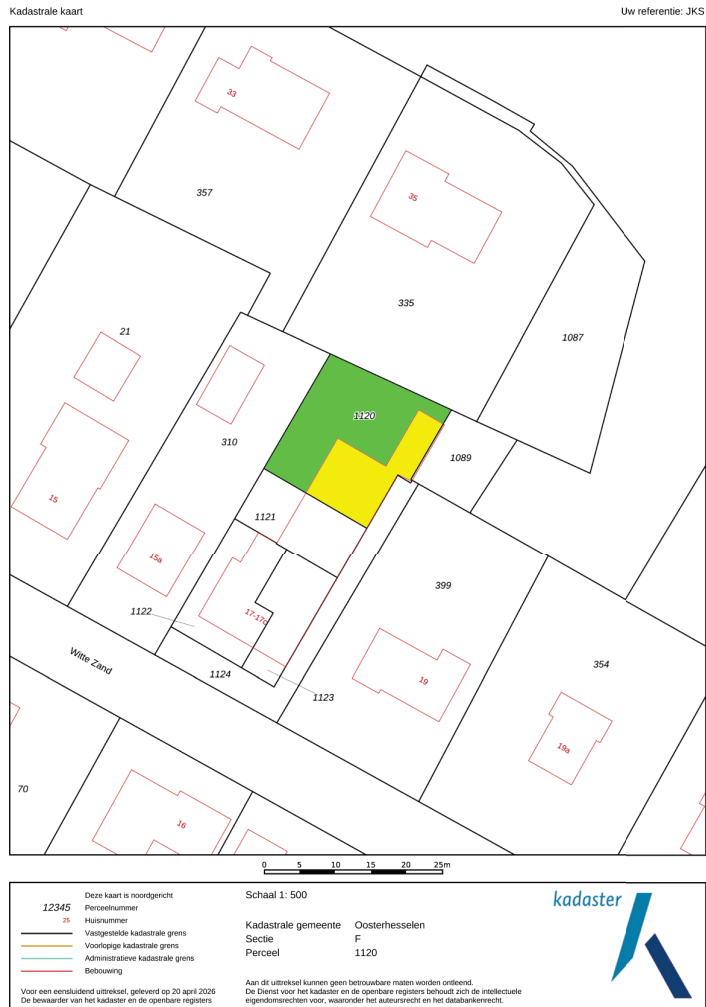 Kadastrale kaart
Uw referentie: JKS
33
357
35
335
1087
21
310
1120
1089
15
1121
15a
399
1122
17-17c
354
Witte Zand
1124
1123
19
19a
70
16
0 5 10 15 20 25m
12345
25
Deze kaart is noordgericht
Perceelnummer
Huisnummer
Vastgestelde kadastrale grens
Voorlopige kadastrale grens
Administratieve kadastrale grens
Bebouwing
Voor een eensluidend uittreksel, geleverd op 20 april 2026
De bewaarder van het kadaster en de openbare registers
Schaal 1: 500
Kadastrale gemeente Oosterhesselen
Sectie F
Perceel 1120
Aan dit uittreksel kunnen geen betrouwbare maten worden ontleend.
De Dienst voor het kadaster en de openbare registers behoudt zich de intellectuele
eigendomsrechten voor, waaronder het auteursrecht en het databankenrecht.
kadaster